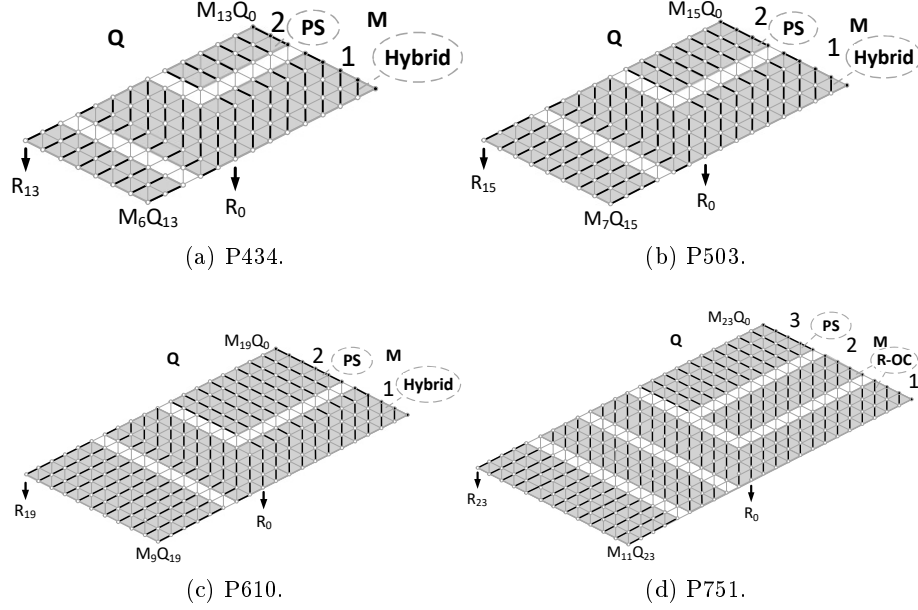 M₁₃Q₀ 2 PS M
Q 1 Hybrid
R₁₃
R₀
M₆Q₁₃
(a) P434.
M₁₅Q₀ 2 PS M
Q 1 Hybrid
R₁₅
R₀
M₇Q₁₅
(b) P503.
M₁₉Q₀ 2 PS M
Q 1 Hybrid
R₁₉
R₀
M₉Q₁₉
(c) P610.
M₂₃Q₀ 3 PS
Q 2 M
R-OC
1
R₂₃
R₀
M₁₁Q₂₃
(d) P751.